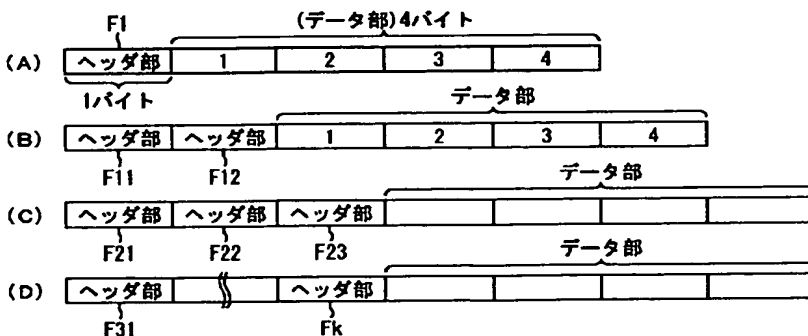 F1
(データ部)4バイト
(A) ヘッダ部 1 2 3 4
1バイト
データ部
(B) ヘッダ部 ヘッダ部 1 2 3 4
F11 F12
データ部
(C) ヘッダ部 ヘッダ部 ヘッダ部
F21 F22 F23
データ部
(D) ヘッダ部 ヘッダ部
F31 Fk